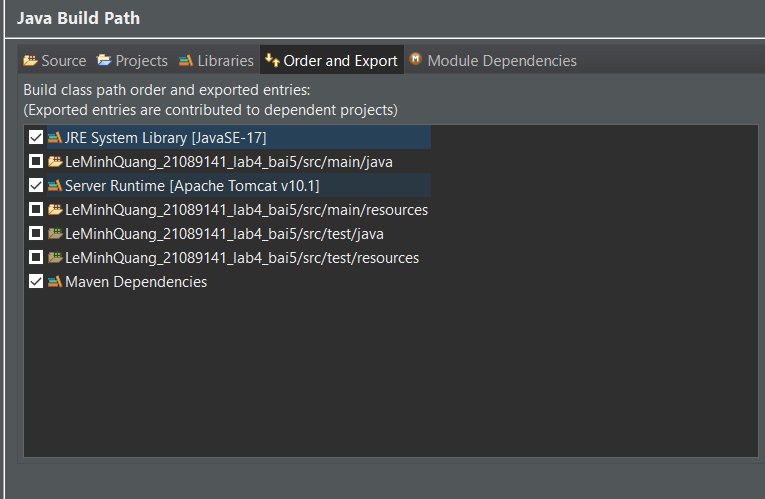 Java Build Path
Source Projects Libraries Order and Export Module Dependencies
Build class path order and exported entries:
(Exported entries are contributed to dependent projects)
JRE System Library [JavaSE-17]
LeMinhQuang_21089141_lab4_bai5/src/main/java
Server Runtime [Apache Tomcat v10.1]
LeMinhQuang_21089141_lab4_bai5/src/main/resources
LeMinhQuang_21089141_lab4_bai5/src/test/java
LeMinhQuang_21089141_lab4_bai5/src/test/resources
Maven Dependencies